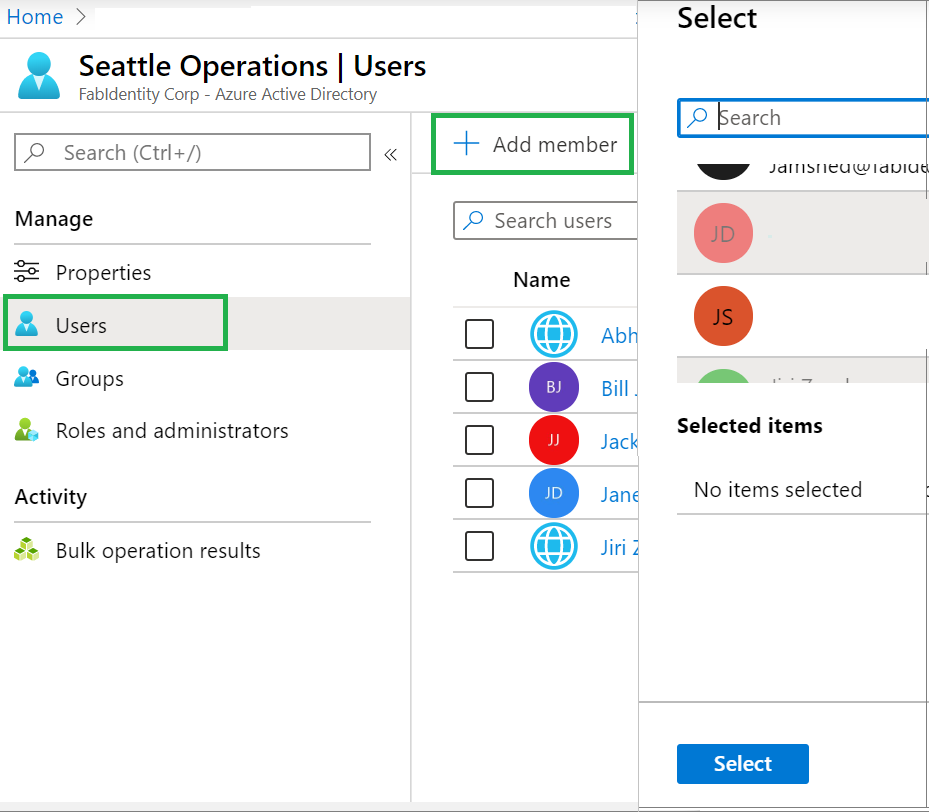 Home
Seattle Operations | Users
FabIdentity Corp - Azure Active Directory
Search (Ctrl+/)
Manage
Properties
Users
Groups
Roles and administrators
Activity
Bulk operation results
Add member
Search users
Name
Abh
BJ Bill
JJ Jack
JD Jane
Jiri Z
Select
Search
Jamshed@fabide
JD
JS
Selected items
No items selected
Select